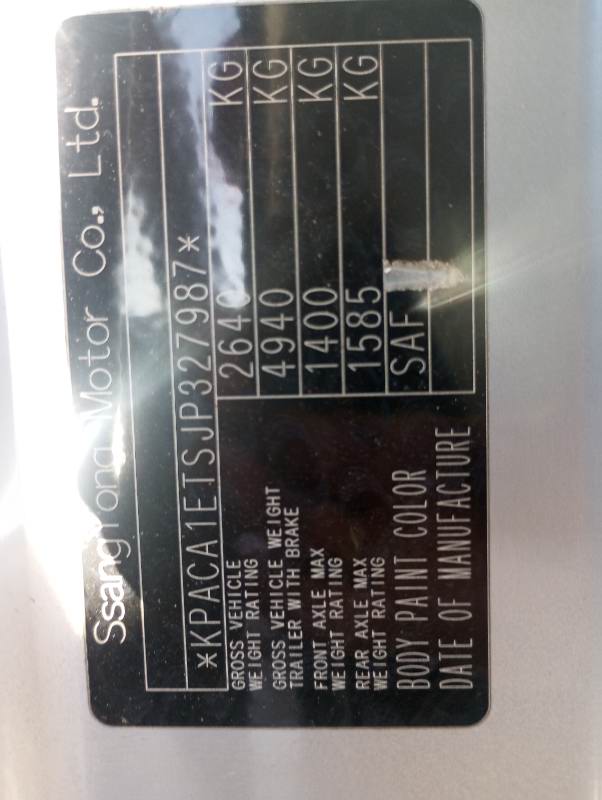 SsangYong Motor Co., Ltd.
*KPACA1ETSJP327987*
GROSS VEHICLE
WEIGHT RATING 2640 KG
GROSS VEHICLE WEIGHT
TRAILER WITH BRAKE 4940 KG
FRONT AXLE MAX
WEIGHT RATING 1400 KG
REAR AXLE MAX
WEIGHT RATING 1585 KG
BODY PAINT COLOR SAF
DATE OF MANUFACTURE